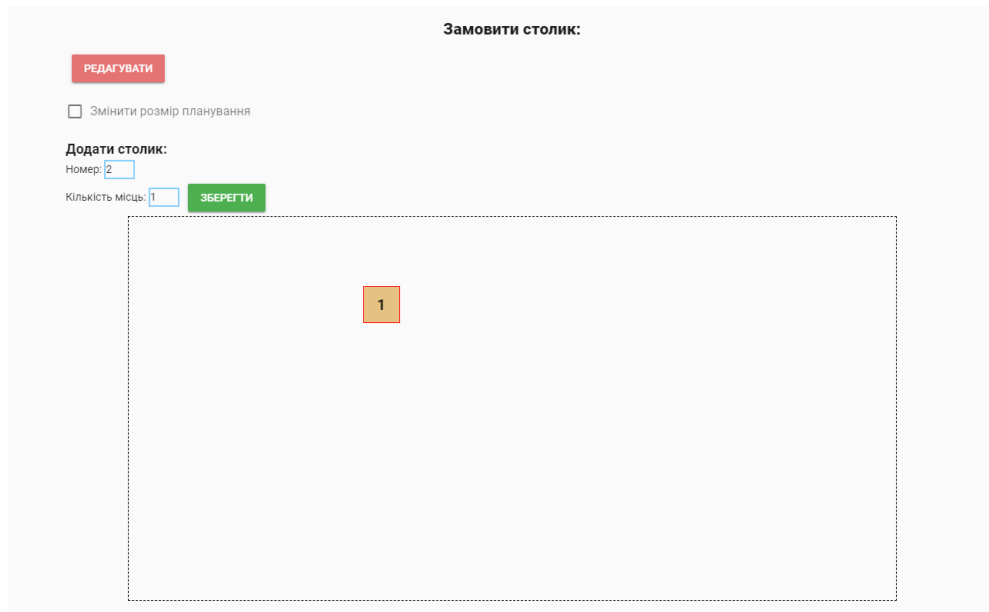 Замовити столик:
РЕДАГУВАТИ
Змінити розмір планування
Додати столик:
Номер: 2
Кількість місць: 1 ЗБЕРЕГТИ
1